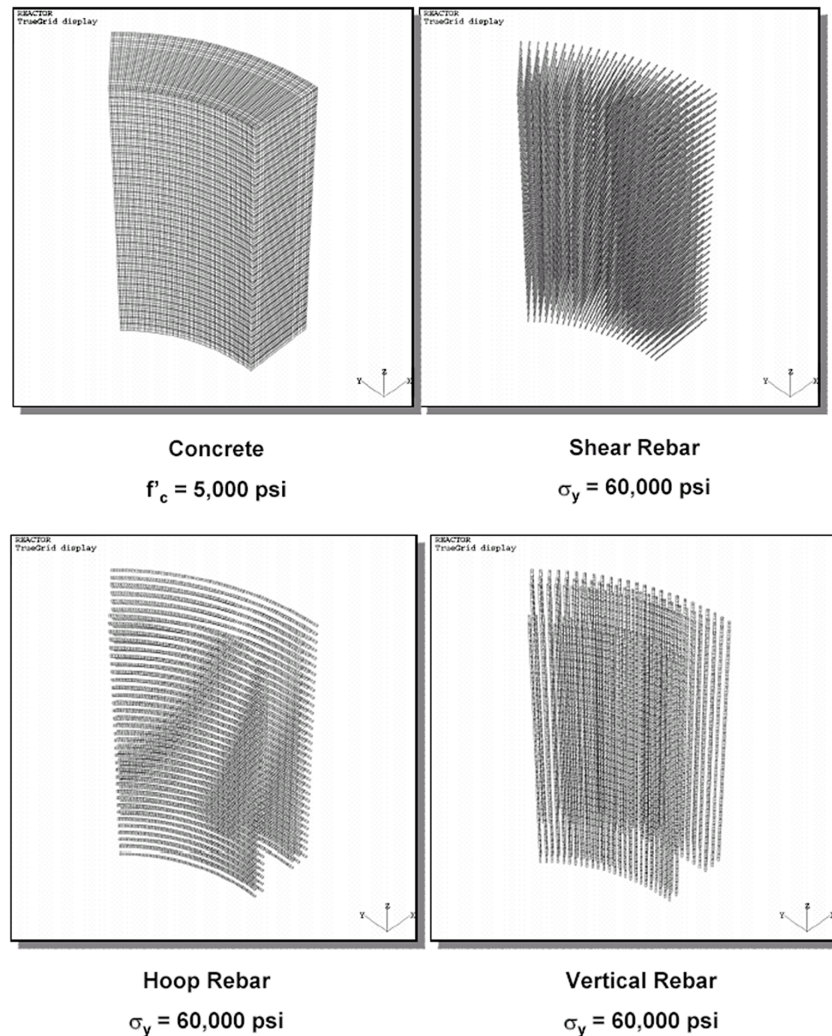 REACTOR
TrueGrid display
Y Z X
Concrete
f'c = 5,000 psi
REACTOR
TrueGrid display
Y Z X
Shear Rebar
σy = 60,000 psi
REACTOR
TrueGrid display
Y Z X
Hoop Rebar
σy = 60,000 psi
REACTOR
TrueGrid display
Y Z X
Vertical Rebar
σy = 60,000 psi